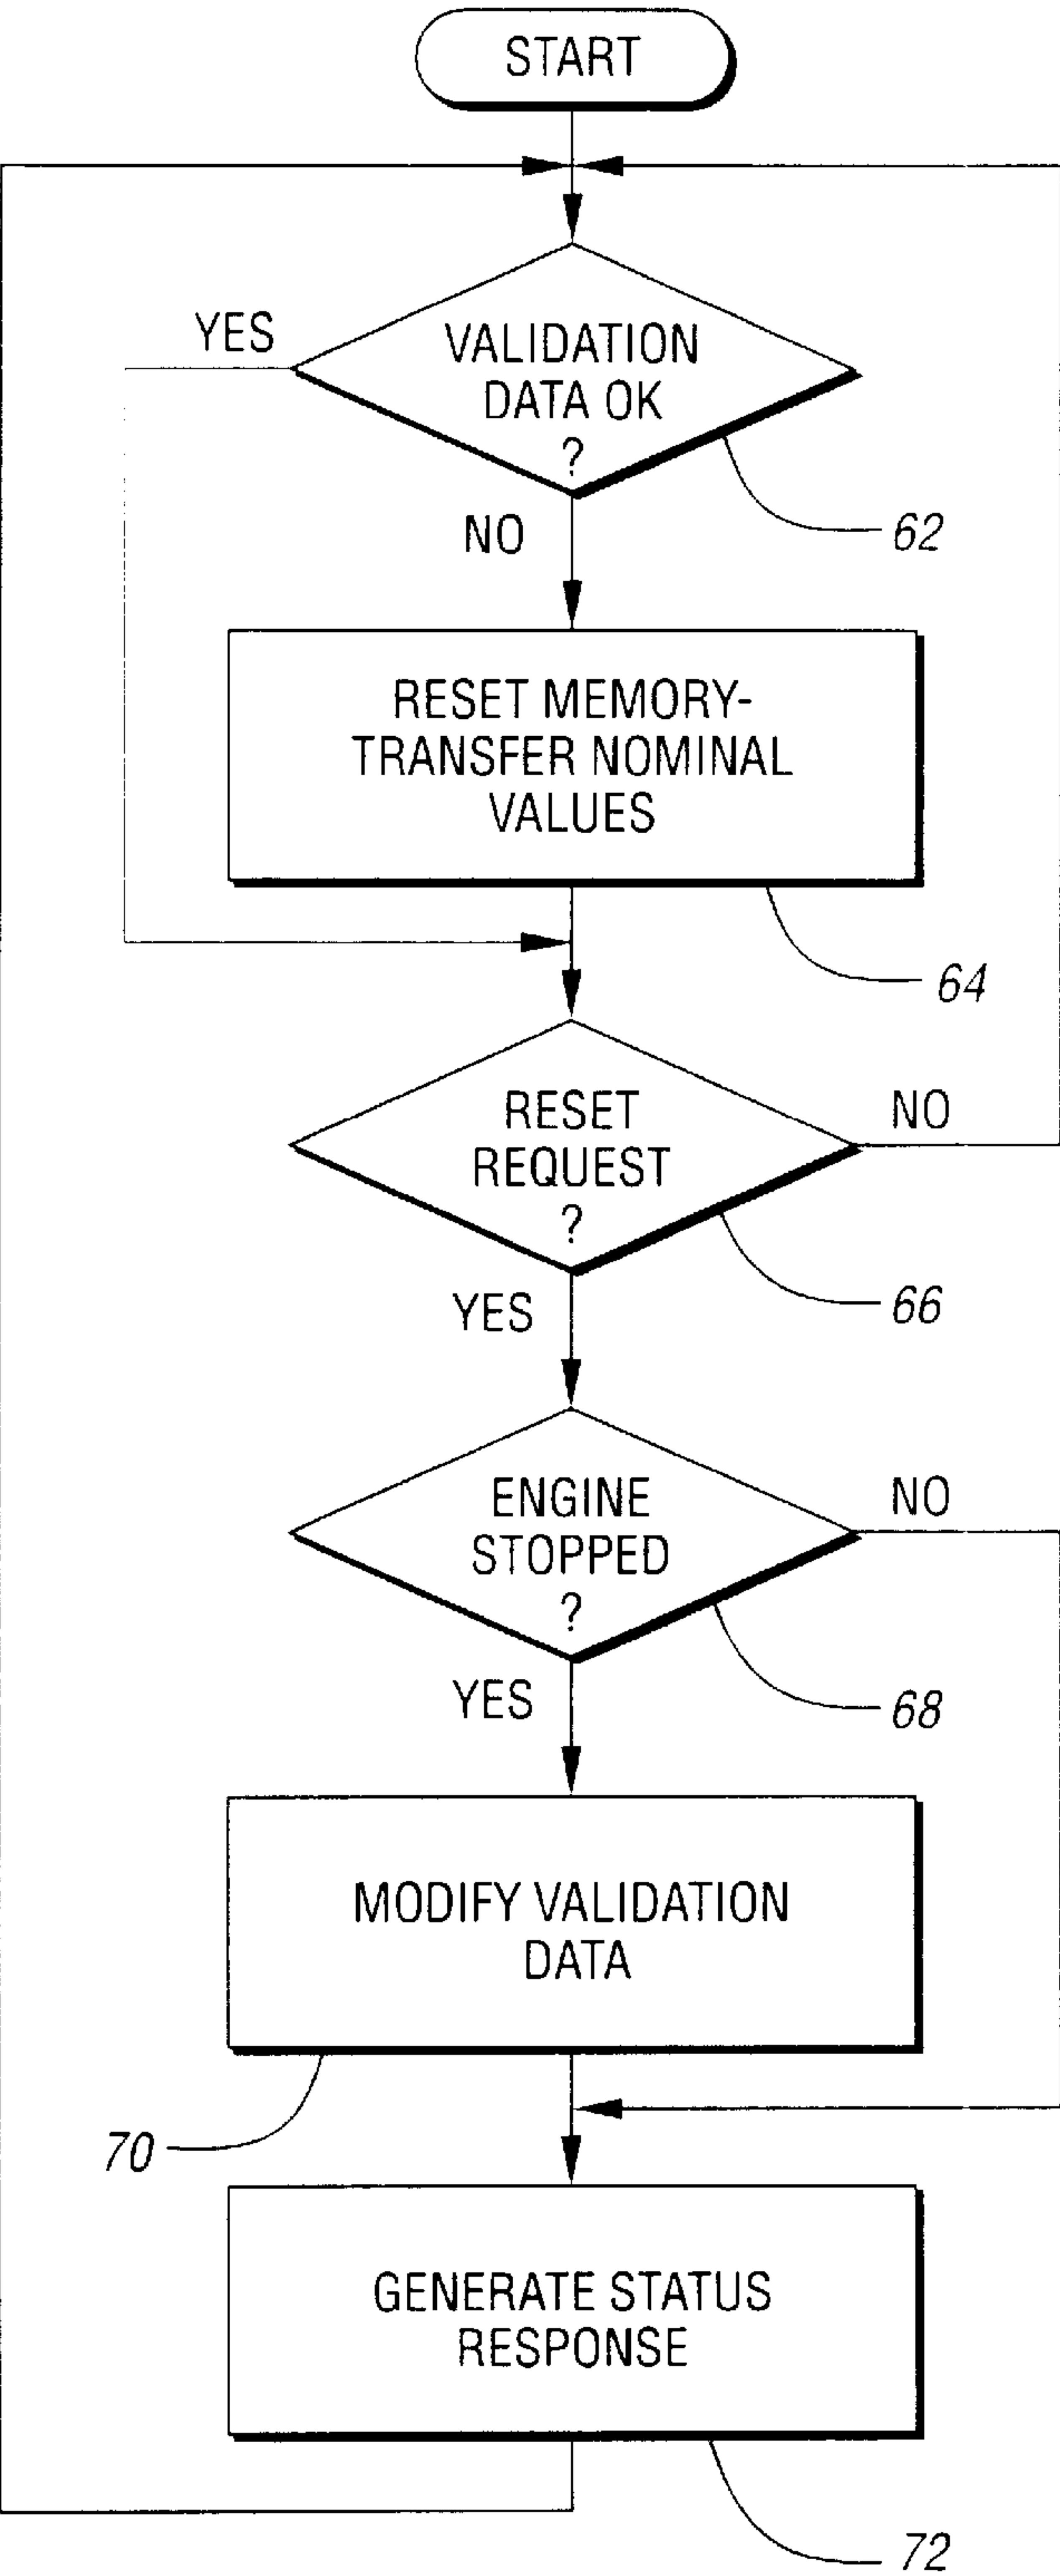 START
YES
VALIDATION
DATA OK
?
NO
62
RESET MEMORY-
TRANSFER NOMINAL
VALUES
64
RESET
REQUEST
?
NO
YES
66
ENGINE
STOPPED
?
NO
YES
68
MODIFY VALIDATION
DATA
70
GENERATE STATUS
RESPONSE
72